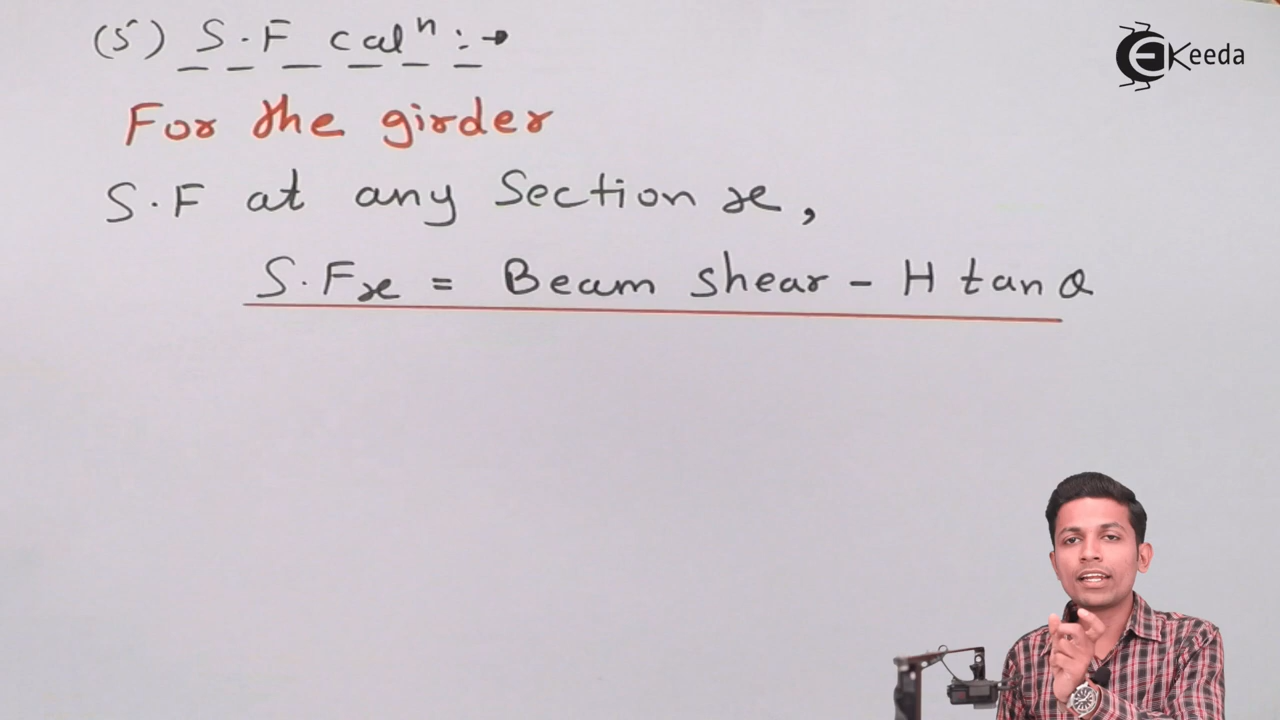 (5) S.F calⁿ :→
EKeeda
For the girder
S.F at any Section x,
S.Fx = Beam shear - H tan θ